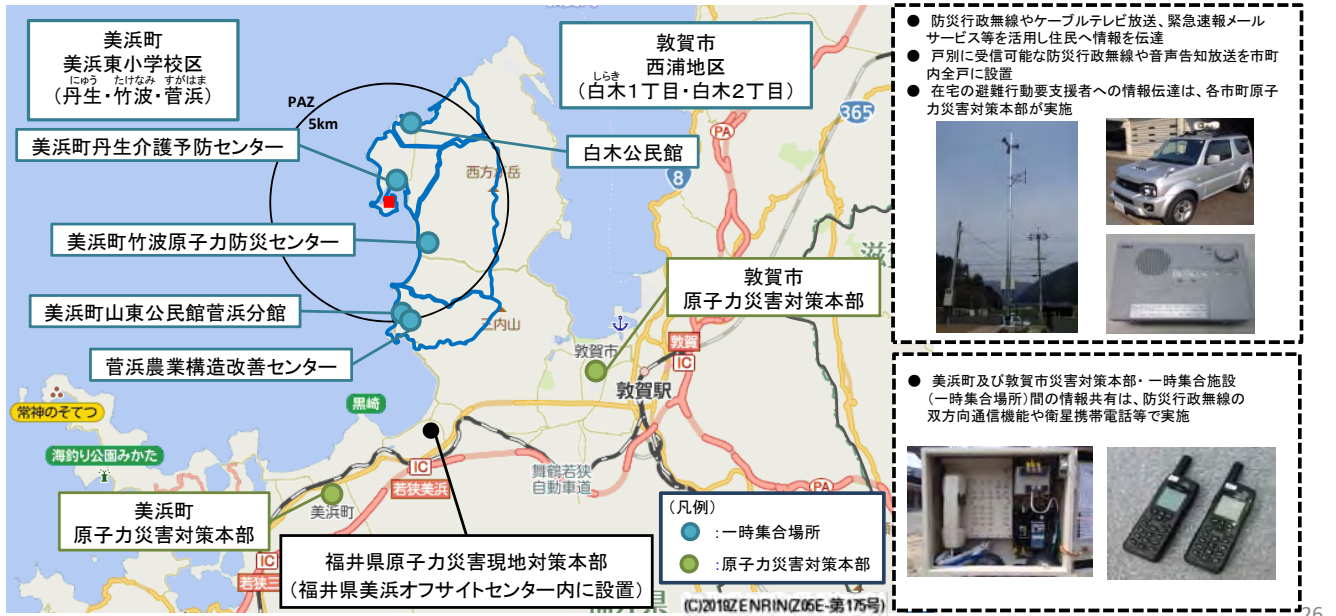 美浜町
美浜東小学校区
にゅう たけなみ すがはま
（丹生・竹波・菅浜）
敦賀市
西浦地区
しらき
（白木1丁目・白木2丁目）
PAZ
5km
365
PA
美浜町丹生介護予防センター
白木公民館
西方が岳
8
美浜町竹波原子力防災センター
滋賀
敦賀市
原子力災害対策本部
美浜町山東公民館菅浜分館
三内山
菅浜農業構造改善センター
敦賀市
敦賀
IC
敦賀駅
常神のそてつ
黒崎
海釣り公園みかた
IC
若狭美浜
舞鶴若狭
自動車道
PA
美浜町
原子力災害対策本部
美浜町
IC
若狭三
福井県原子力災害現地対策本部
（福井県美浜オフサイトセンター内に設置）
（凡例）
：一時集合場所
：原子力災害対策本部
(C)2019ZENRIN(Z05E-第175号)
● 防災行政無線やケーブルテレビ放送、緊急速報メール
サービス等を活用し住民へ情報を伝達
● 戸別に受信可能な防災行政無線や音声告知放送を市町
内全戸に設置
● 在宅の避難行動要支援者への情報伝達は、各市町原子
力災害対策本部が実施
● 美浜町及び敦賀市災害対策本部・一時集合施設
（一時集合場所）間の情報共有は、防災行政無線の
双方向通信機能や衛星携帯電話等で実施
26